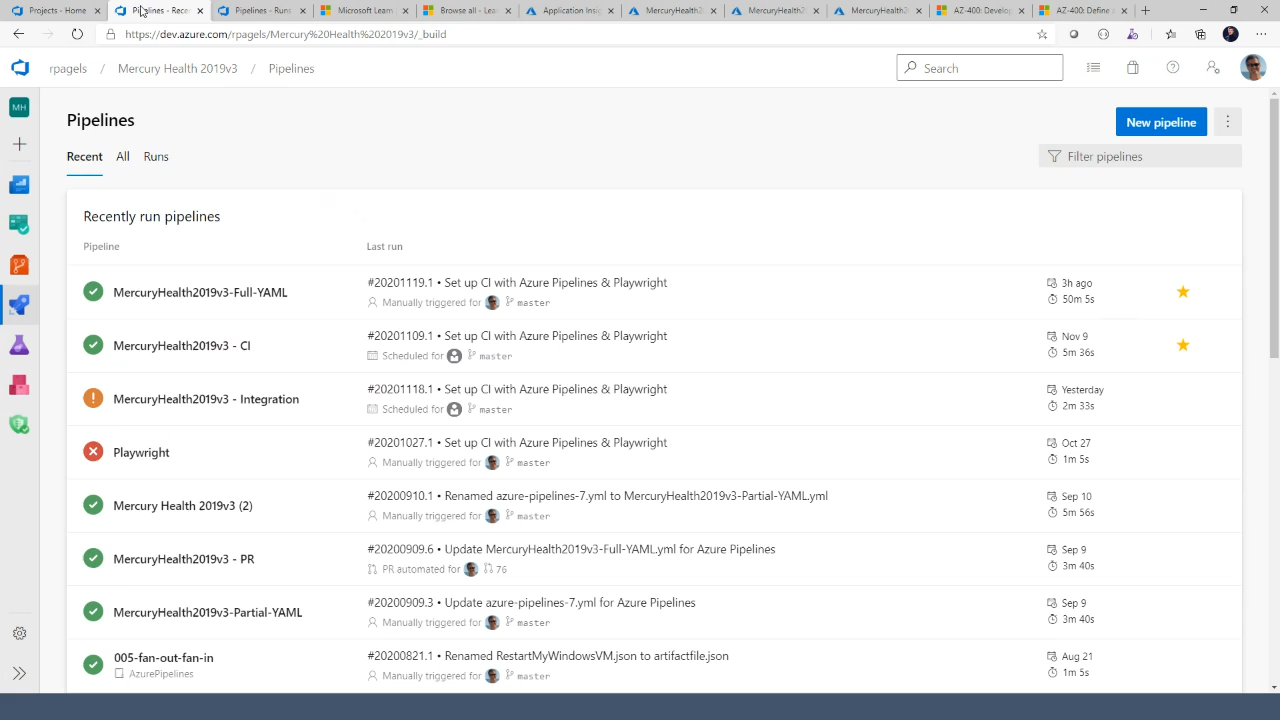 Projects - Home
Pipelines - Rece
Pipelines - Runs
Microsoft Learn
Browse all - Lea
Application Insi
MercuryHealth2
MercuryHealth2
MercuryHealth2
AZ-400: Develop
AZ-400: Define a
https://dev.azure.com/rpagels/Mercury%20Health%202019v3/_build
rpagels / Mercury Health 2019v3 / Pipelines
Search
MH
Pipelines
New pipeline
Recent All Runs
Filter pipelines
Recently run pipelines
Pipeline Last run
MercuryHealth2019v3-Full-YAML
#20201119.1 • Set up CI with Azure Pipelines & Playwright
Manually triggered for master
3h ago
50m 5s
MercuryHealth2019v3 - CI
#20201109.1 • Set up CI with Azure Pipelines & Playwright
Scheduled for master
Nov 9
5m 36s
MercuryHealth2019v3 - Integration
#20201118.1 • Set up CI with Azure Pipelines & Playwright
Scheduled for master
Yesterday
2m 33s
Playwright
#20201027.1 • Set up CI with Azure Pipelines & Playwright
Manually triggered for master
Oct 27
1m 5s
Mercury Health 2019v3 (2)
#20200910.1 • Renamed azure-pipelines-7.yml to MercuryHealth2019v3-Partial-YAML.yml
Manually triggered for master
Sep 10
5m 56s
MercuryHealth2019v3 - PR
#20200909.6 • Update MercuryHealth2019v3-Full-YAML.yml for Azure Pipelines
PR automated for 76
Sep 9
3m 40s
MercuryHealth2019v3-Partial-YAML
#20200909.3 • Update azure-pipelines-7.yml for Azure Pipelines
Manually triggered for master
Sep 9
3m 40s
005-fan-out-fan-in
AzurePipelines
#20200821.1 • Renamed RestartMyWindowsVM.json to artifactfile.json
Manually triggered for master
Aug 21
1m 5s